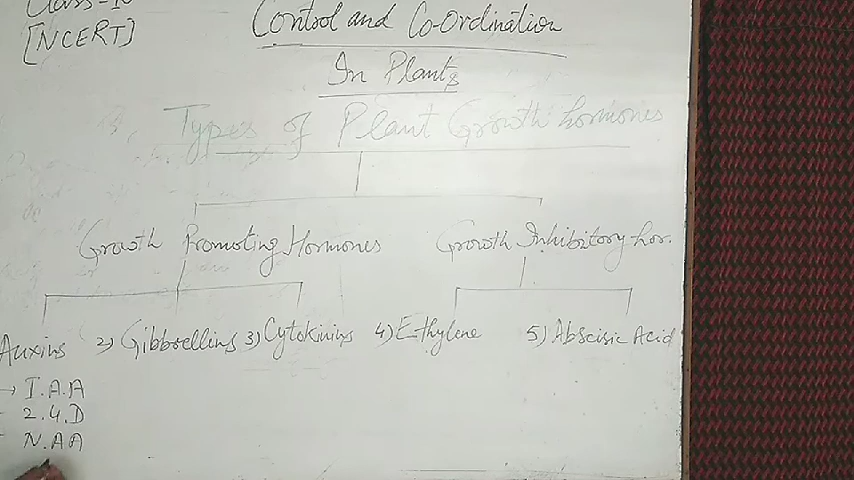 [NCERT]
Control and Co-Ordination
In Plants
Types of Plant Growth hormones
Growth Promoting Hormones Growth Inhibitory hor.
Auxins 2) Gibbrellins 3) Cytokinins 4) Ethylene 5) Abscisic Acid
→ I.A.A
- 2.4.D
- N.AA